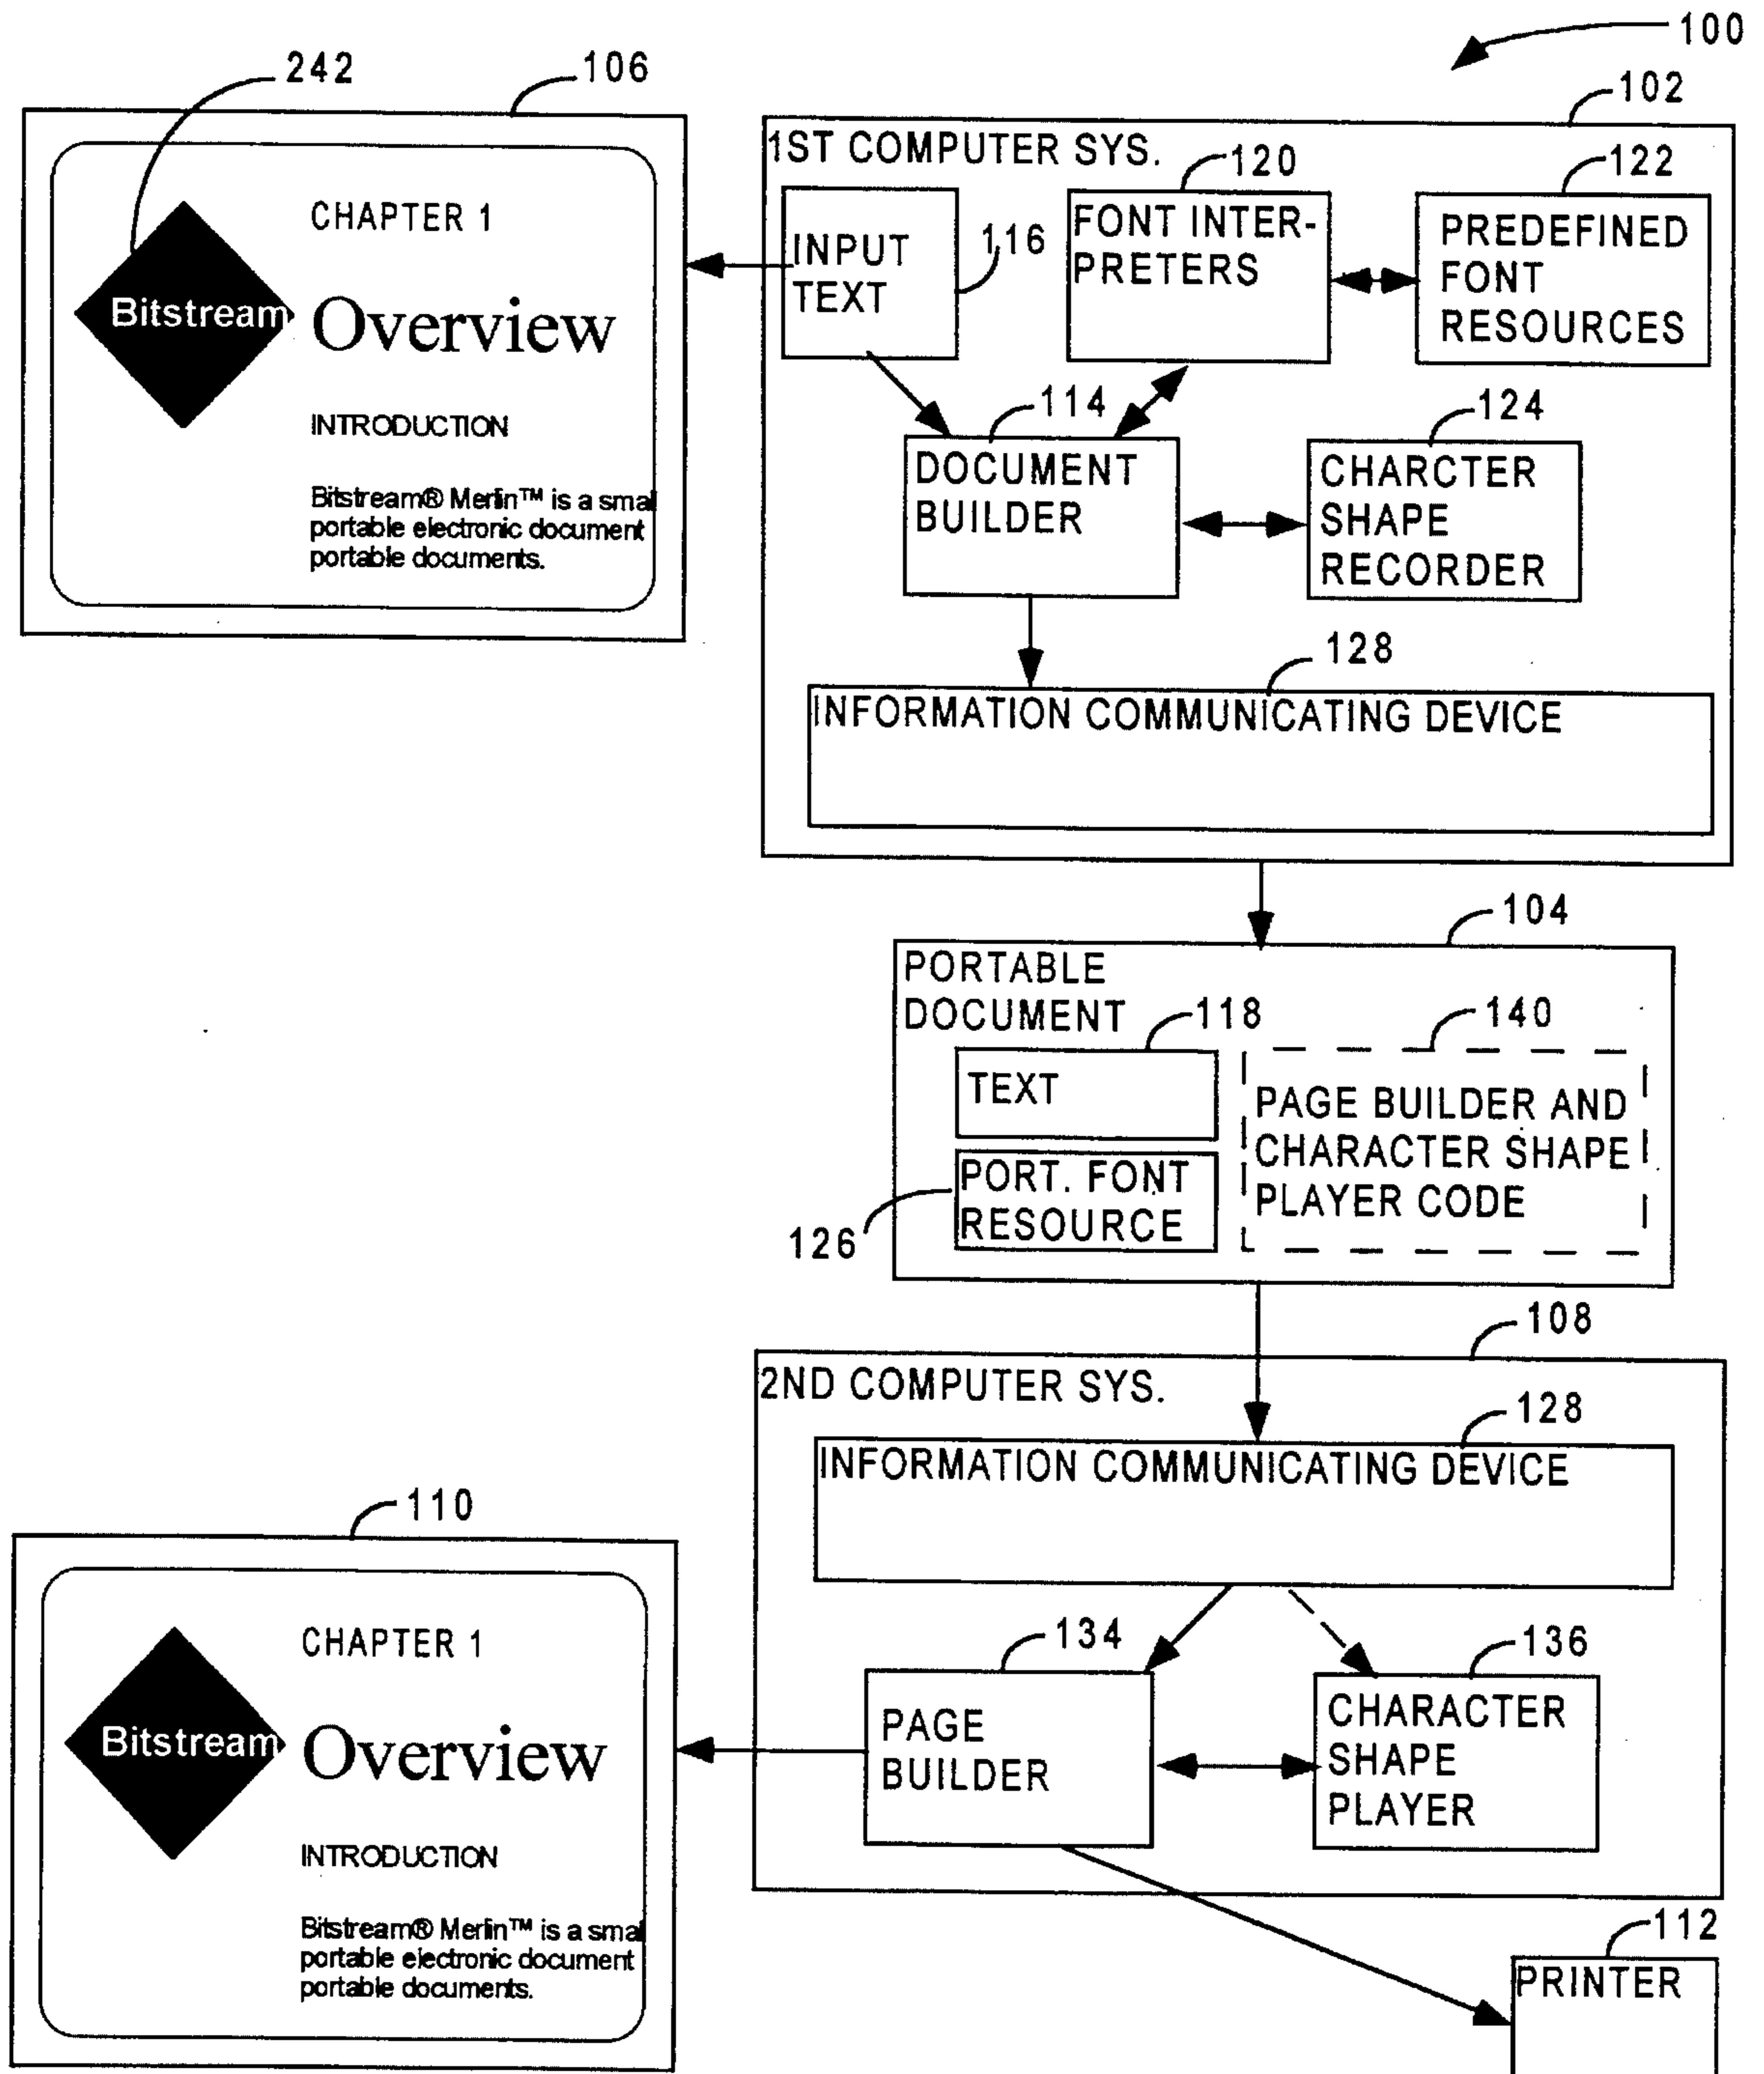 100
242
106
102
1ST COMPUTER SYS.
120
122
CHAPTER 1
INPUT
TEXT
116
FONT INTER-
PRETERS
PREDEFINED
FONT
RESOURCES
Bitstream
Overview
INTRODUCTION
Bitstream® Merlin™ is a smal
portable electronic document
portable documents.
114
124
DOCUMENT
BUILDER
CHARCTER
SHAPE
RECORDER
128
INFORMATION COMMUNICATING DEVICE
104
PORTABLE
DOCUMENT
118
140
TEXT
PORT. FONT
RESOURCE
126
PAGE BUILDER AND
CHARACTER SHAPE
PLAYER CODE
108
2ND COMPUTER SYS.
128
INFORMATION COMMUNICATING DEVICE
110
134
136
CHAPTER 1
Bitstream
Overview
INTRODUCTION
Bitstream® Merlin™ is a smal
portable electronic document
portable documents.
PAGE
BUILDER
CHARACTER
SHAPE
PLAYER
112
PRINTER